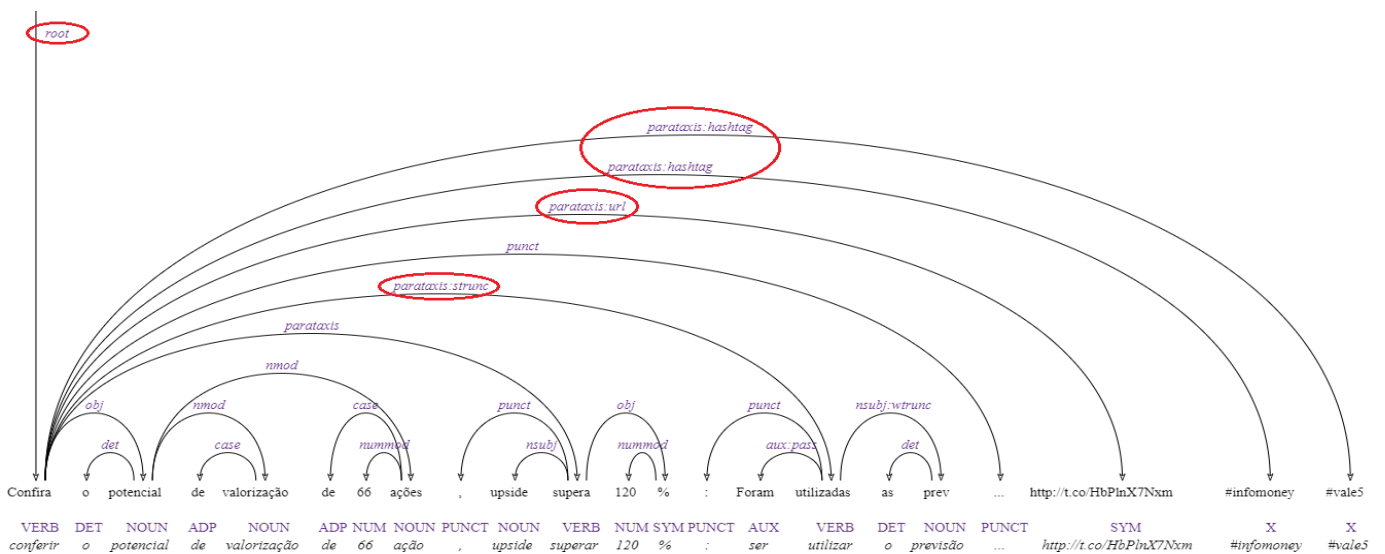 root
parataxis:hashtag
parataxis:hashtag
parataxis:url
punct
parataxis:strunc
parataxis
nmod
obj nmod case punct obj punct nsubj:wtrunc
det case nummod nsubj nummod aux:pass det
Confira o potencial de valorização de 66 ações , upside supera 120 % : Foram utilizadas as prev ... http://t.co/HbPlnX7Nxm #infomoney #vale5
VERB DET NOUN ADP NOUN ADP NUM NOUN PUNCT NOUN VERB NUM SYM PUNCT AUX VERB DET NOUN PUNCT SYM X X
conferir o potencial de valorização de 66 ação , upside superar 120 % : ser utilizar o previsão ... http://t.co/HbPlnX7Nxm #infomoney #vale5